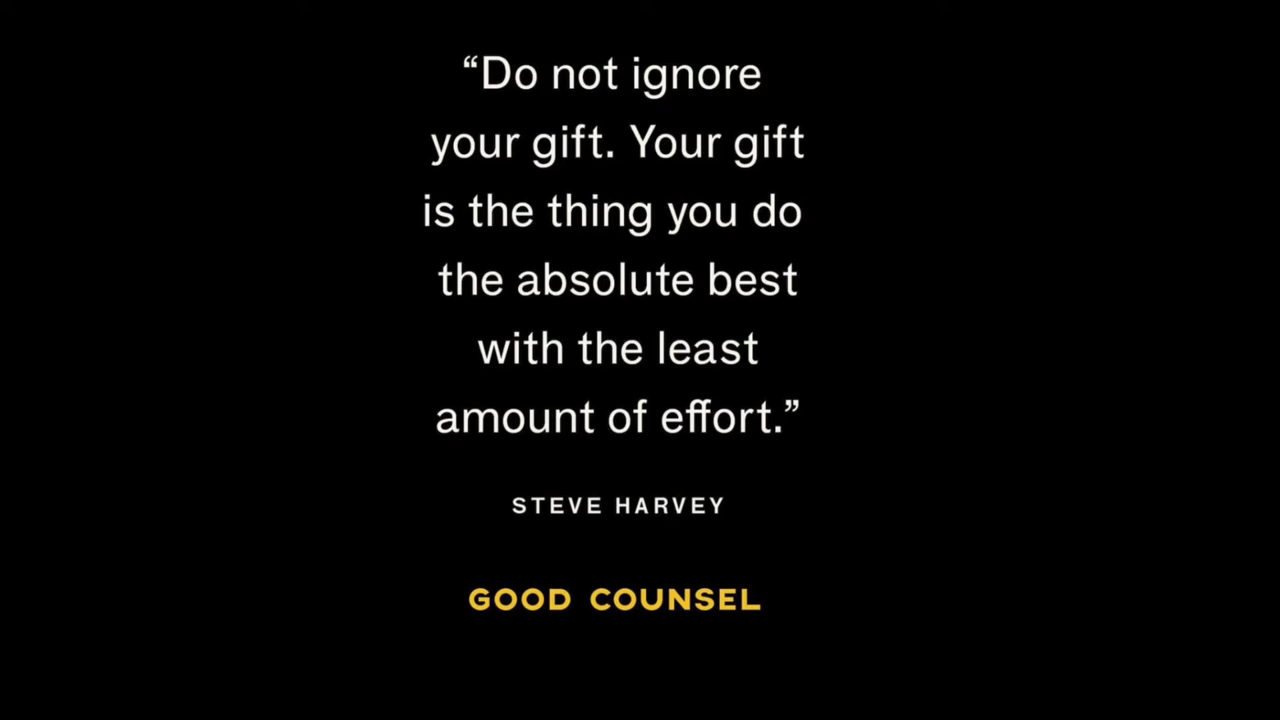 “Do not ignore
your gift. Your gift
is the thing you do
the absolute best
with the least
amount of effort.”
STEVE HARVEY
GOOD COUNSEL